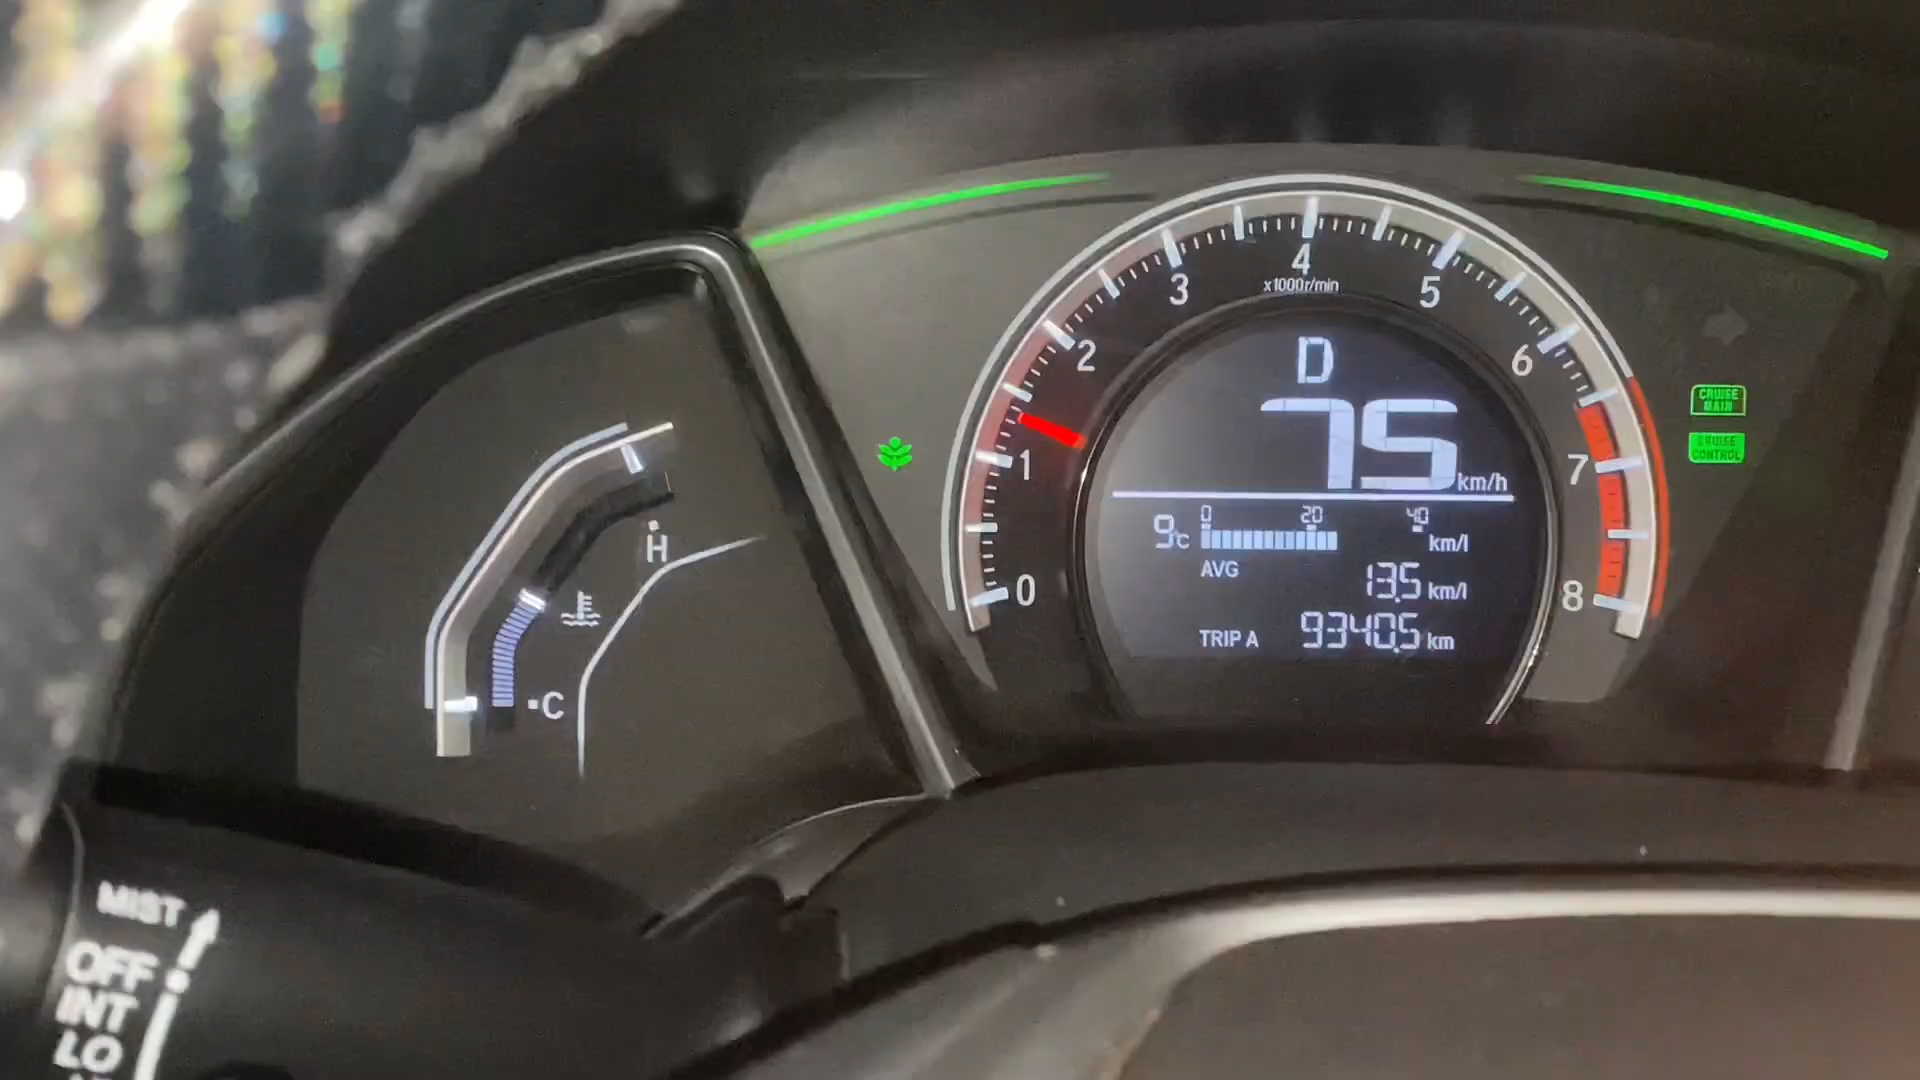 4
x1000r/min
3
5
2
6
1
7
0
8
D
75 km/h
0 20 40
9°C
km/l
AVG
13.5 km/l
TRIP A 9340.5 km
CRUISE
MAIN
CRUISE
CONTROL
H
C
MIST
OFF
INT
LO